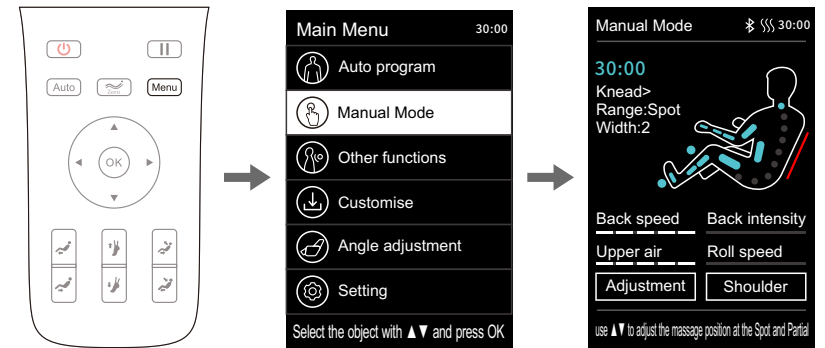 Auto
Zero
Menu
OK
Main Menu 30:00
Auto program
Manual Mode
Other functions
Customise
Angle adjustment
Setting
Select the object with ▲▼ and press OK
Manual Mode 30:00
30:00
Knead>
Range:Spot
Width:2
Back speed Back intensity
Upper air Roll speed
Adjustment Shoulder
use ▲▼ to adjust the massage position at the Spot and Partial